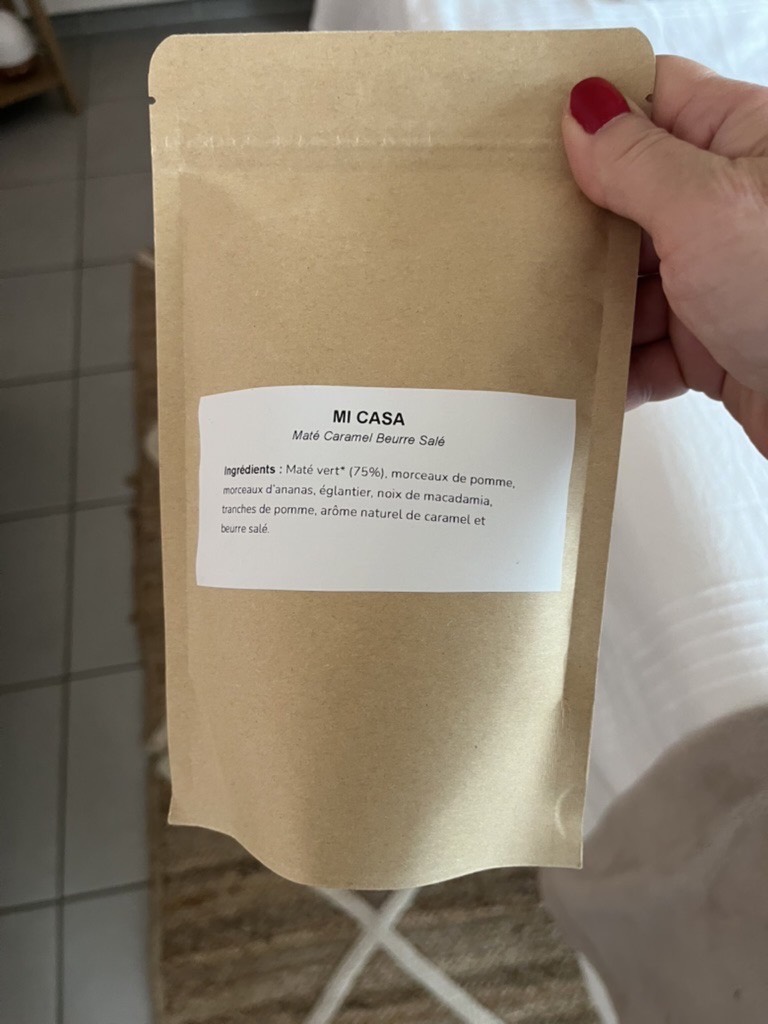 MI CASA
Maté Caramel Beurre Salé
Ingrédients : Maté vert* (75%), morceaux de pomme,
morceaux d'ananas, églantier, noix de macadamia,
tranches de pomme, arôme naturel de caramel et
beurre salé.